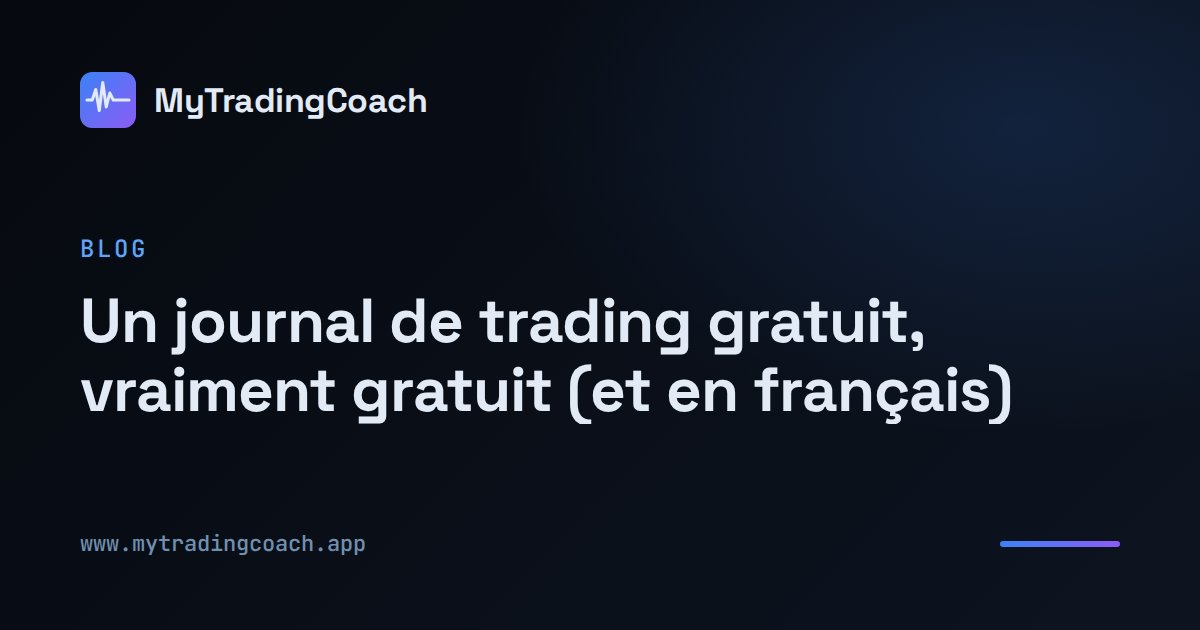 MyTradingCoach
BLOG
Un journal de trading gratuit,
vraiment gratuit (et en français)
www.mytradingcoach.app